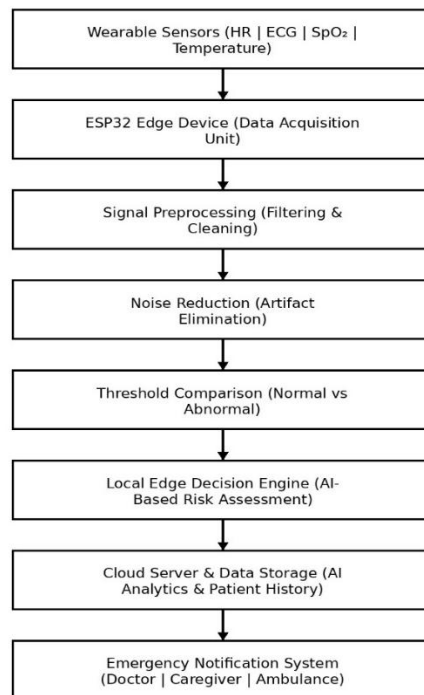 Wearable Sensors (HR | ECG | SpO₂ |
Temperature)
ESP32 Edge Device (Data Acquisition
Unit)
Signal Preprocessing (Filtering &
Cleaning)
Noise Reduction (Artifact
Elimination)
Threshold Comparison (Normal vs
Abnormal)
Local Edge Decision Engine (AI-
Based Risk Assessment)
Cloud Server & Data Storage (AI
Analytics & Patient History)
Emergency Notification System
(Doctor | Caregiver | Ambulance)